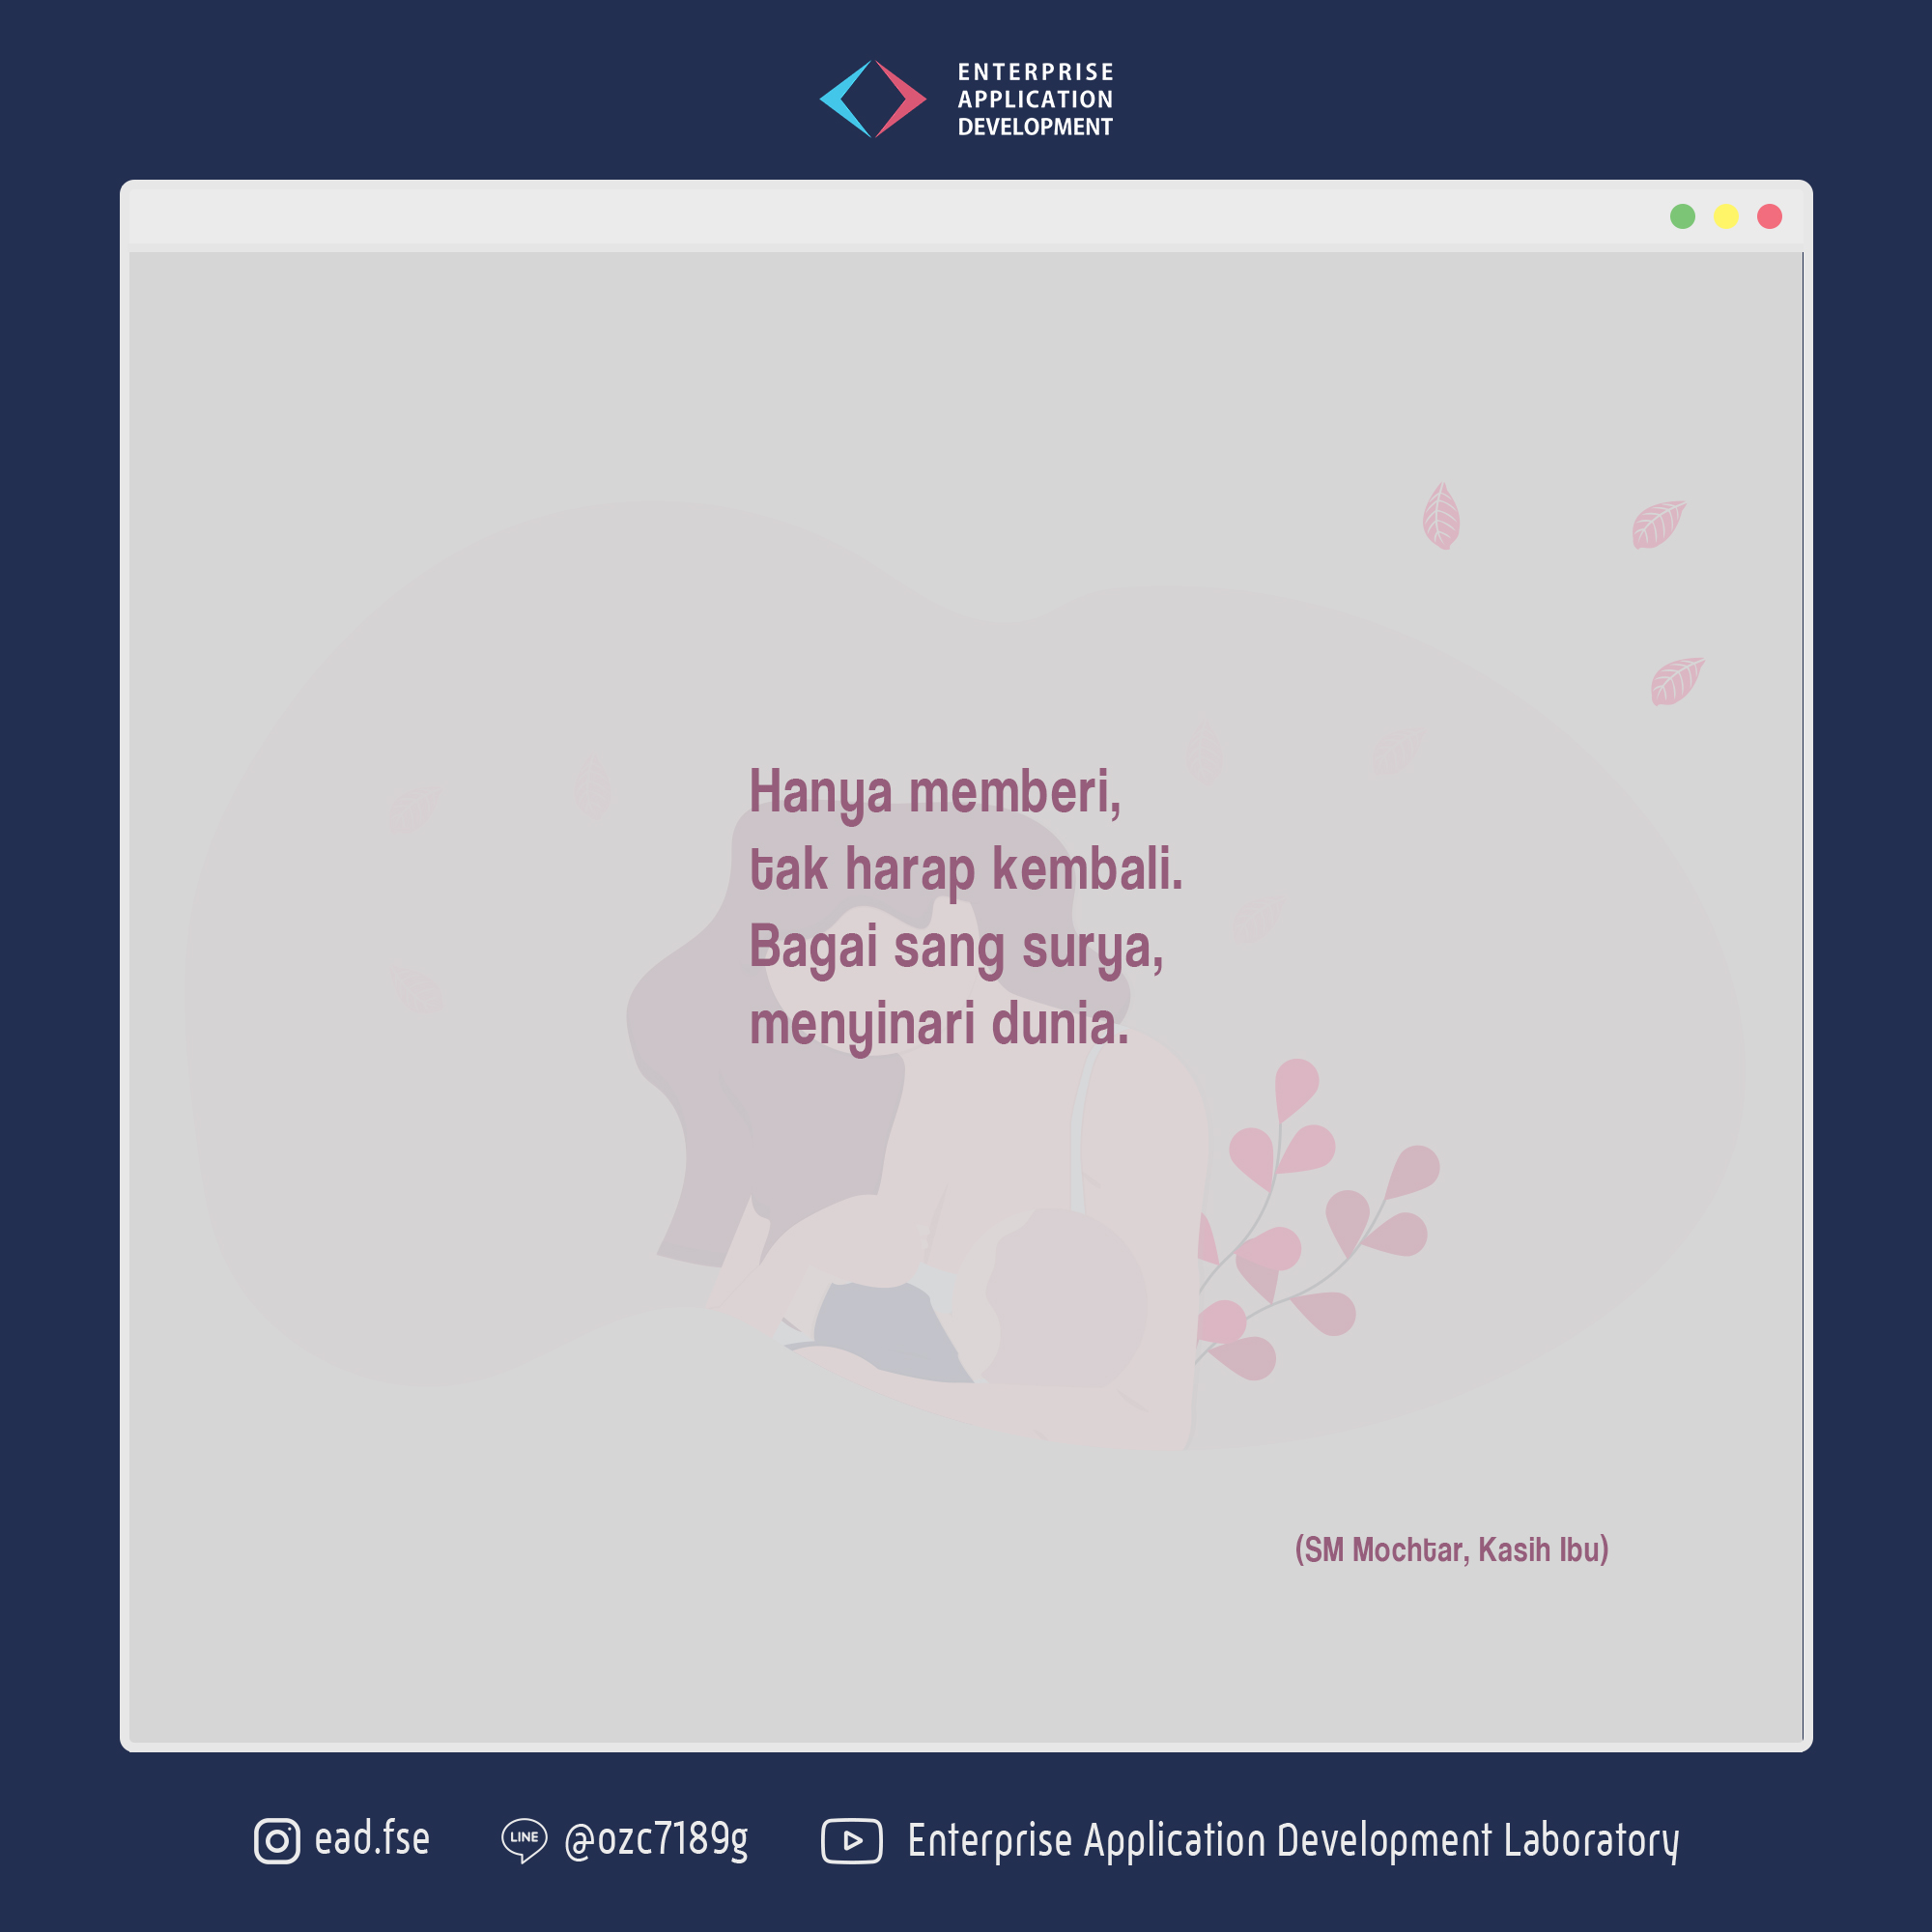 ENTERPRISE
APPLICATION
DEVELOPMENT
Hanya memberi,
tak harap kembali.
Bagai sang surya,
menyinari dunia.
(SM Mochtar, Kasih Ibu)
ead.fse
LINE
@ozc7189g
Enterprise Application Development Laboratory